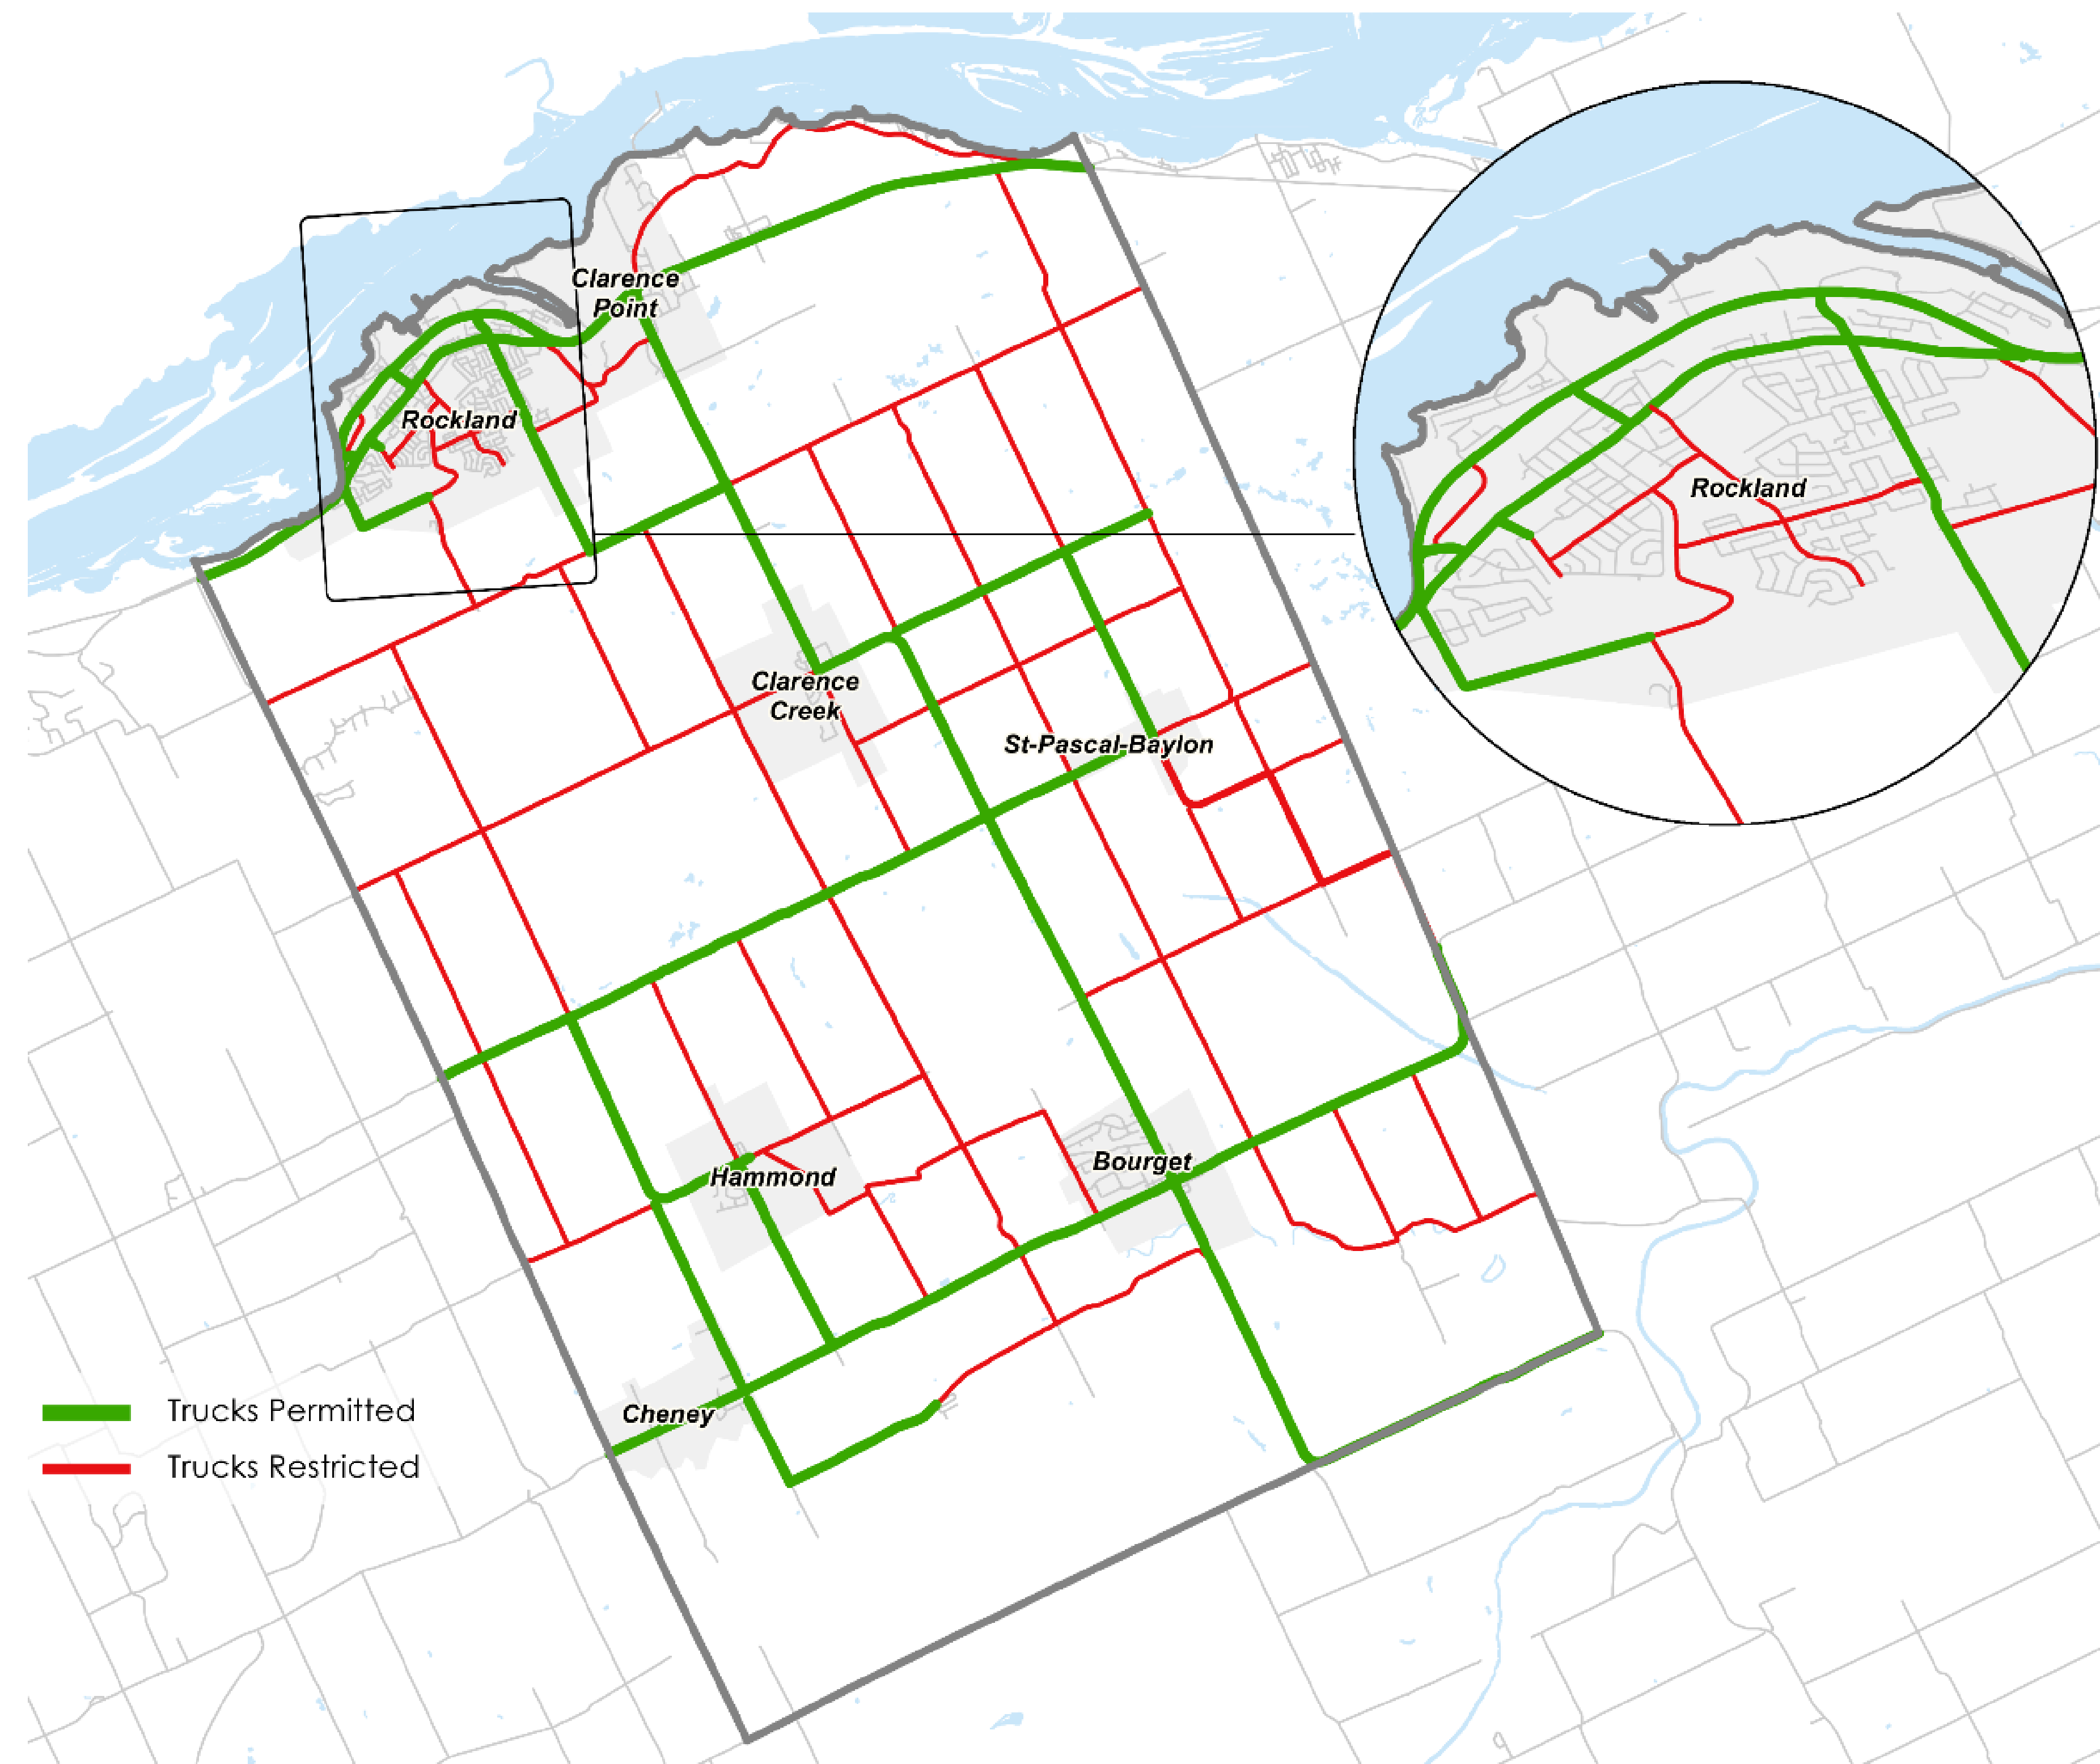 Clarence
Point
Rockland
Rockland
Clarence
Creek
St-Pascal-Baylon
Bourget
Hammond
Cheney
Trucks Permitted
Trucks Restricted